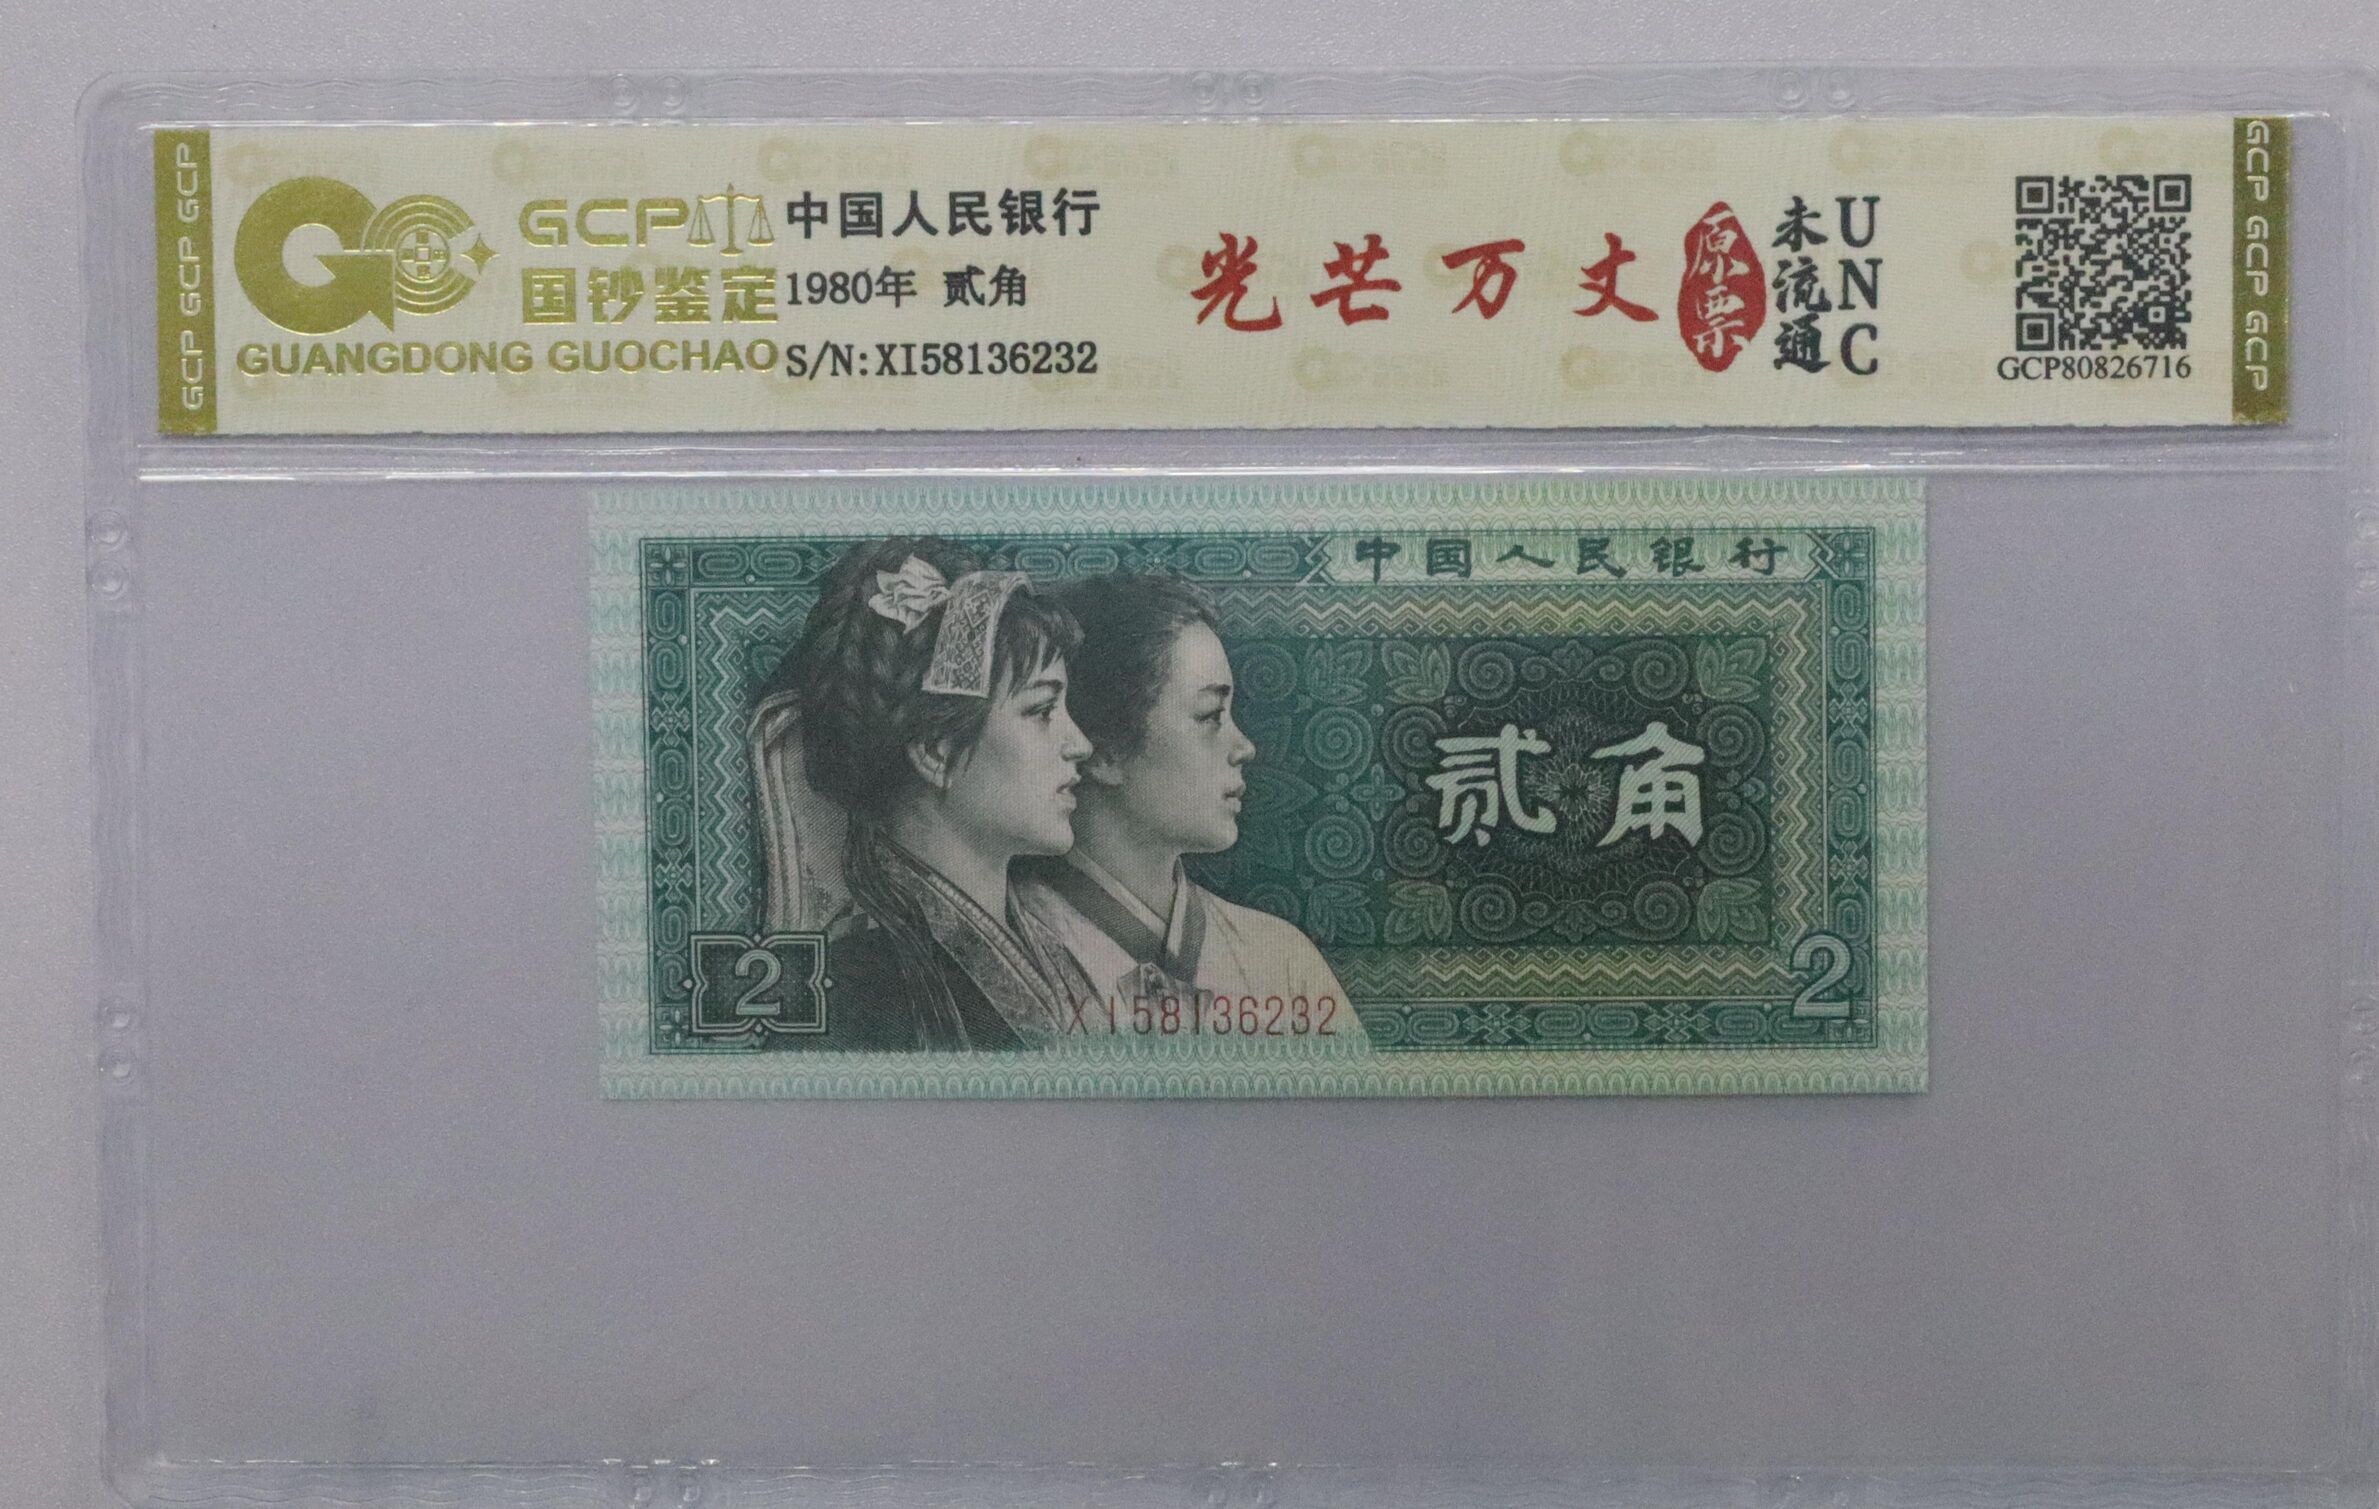 GCP GCP GCP
GCP
国钞鉴定
GUANGDONG GUOCHAO
中国人民银行
1980年 贰角
S/N:XI58136232
光芒万丈
原票
未流通
UNC
GCP80826716
GCP GCP GCP
中国人民银行
贰角
2
2
XI58136232